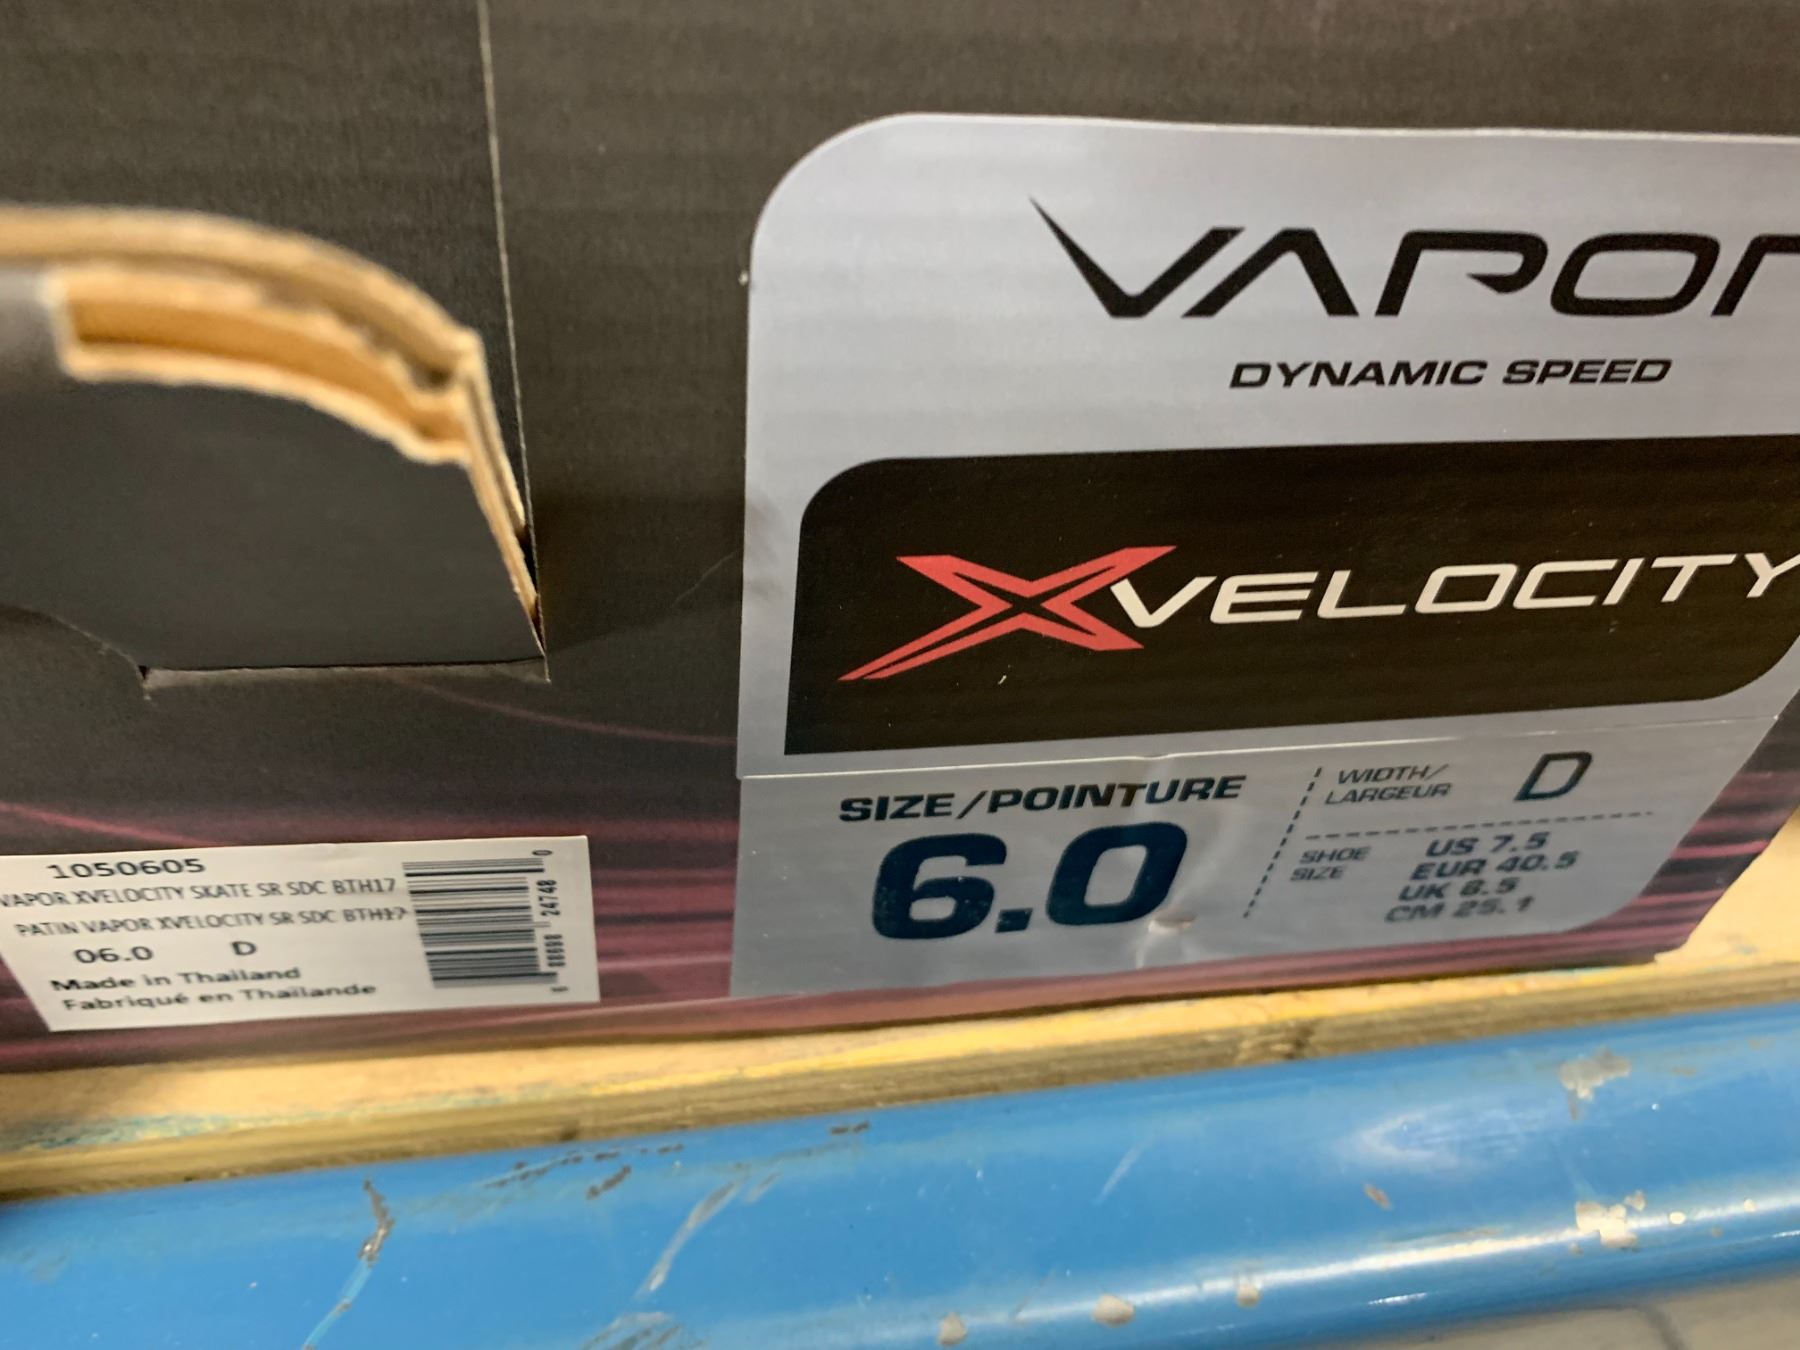 VAPOR
DYNAMIC SPEED
XVELOCITY
SIZE/POINTURE
6.0
WIDTH/
LARGEUR
D
SHOE
SIZE
US 7.5
EUR 40.5
UK 6.5
CM 25.1
1050605
VAPOR XVELOCITY SKATE SR SDC BTH17
PATIN VAPOR XVELOCITY SR SDC BTH17
06.0 D
Made in Thailand
Fabriqué en Thaïlande